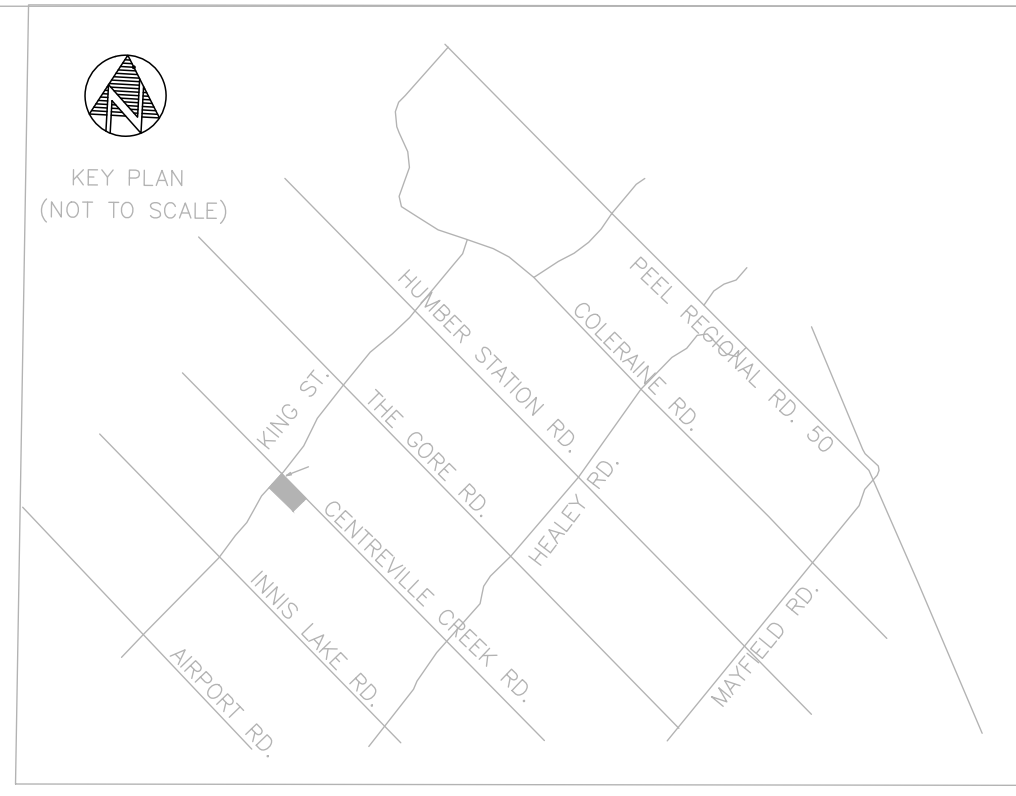 N
KEY PLAN
(NOT TO SCALE)
PEEL REGIONAL RD. 50
HUMBER STATION RD.
COLERAINE RD.
KING ST.
THE GORE RD.
HEALEY RD.
CENTREVILLE CREEK RD.
INNIS LAKE RD.
MAYFIELD RD.
AIRPORT RD.